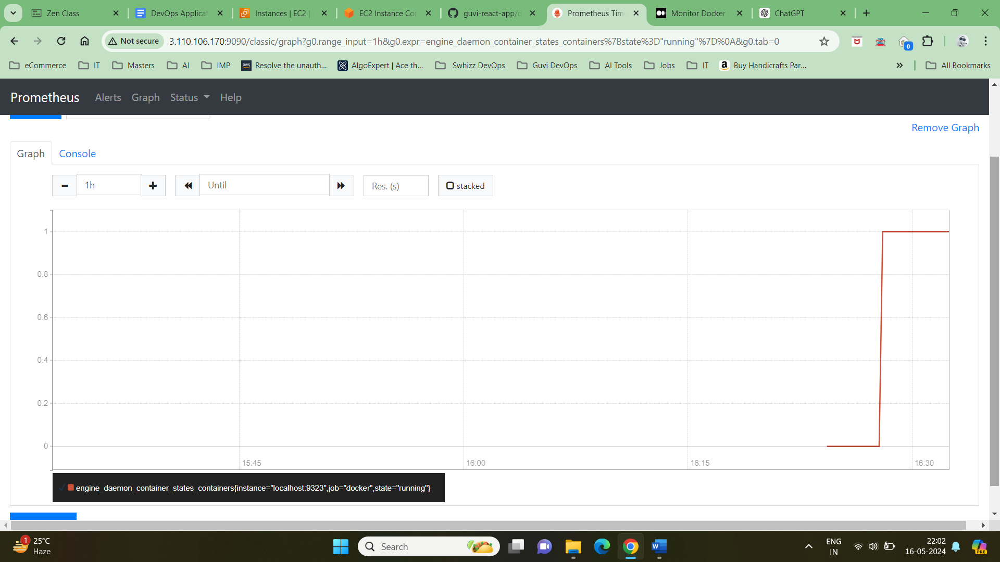 Zen Class
DevOps Applicat
Instances | EC2 |
EC2 Instance Con
guvi-react-app/d
Prometheus Time
Monitor Docker
ChatGPT
Not secure
3.110.106.170:9090/classic/graph?g0.range_input=1h&g0.expr=engine_daemon_container_states_containers%7Bstate%3D"running"%7D%0A&g0.tab=0
0
eCommerce
IT
Masters
AI
IMP
aws
Resolve the unauth...
AlgoExpert | Ace th...
Swhizz DevOps
Guvi DevOps
AI Tools
Jobs
IT
Buy Handicrafts Par...
All Bookmarks
Prometheus
Alerts
Graph
Status
Help
Remove Graph
Graph
Console
1h
Until
Res. (s)
stacked
1
0.8
0.6
0.4
0.2
0
15:45
16:00
16:15
16:30
engine_daemon_container_states_containers{instance="localhost:9323",job="docker",state="running"}
1
25°C
Haze
Search
ENG
IN
22:02
16-05-2024
PRE